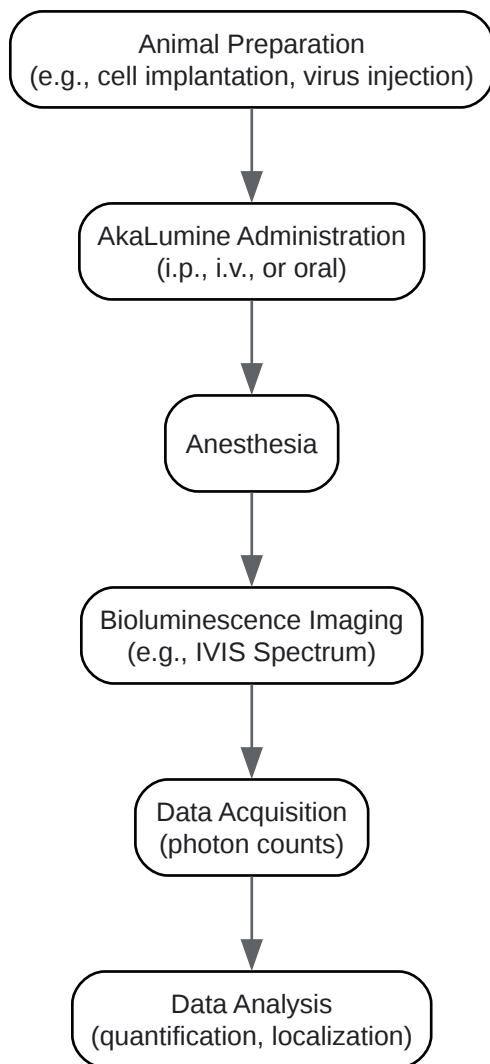 Animal Preparation
(e.g., cell implantation, virus injection)
AkaLumine Administration
(i.p., i.v., or oral)
Anesthesia
Bioluminescence Imaging
(e.g., IVIS Spectrum)
Data Acquisition
(photon counts)
Data Analysis
(quantification, localization)